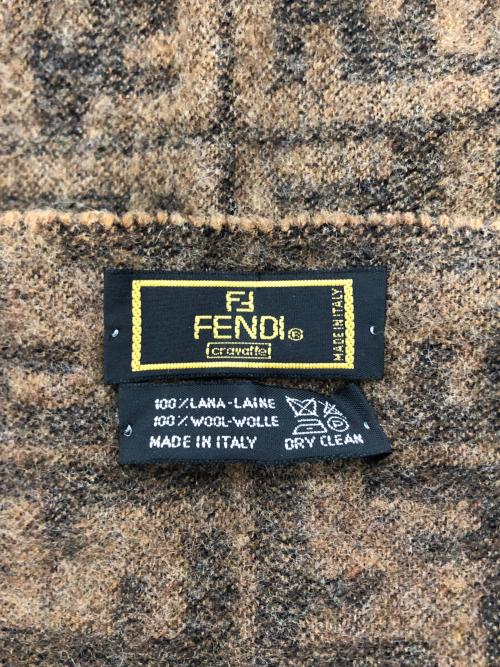 FF
FENDI®
cravatte
MADE IN ITALY
100%LANA-LAINE
100%WOOL-WOLLE
MADE IN ITALY
P
DRY CLEAN